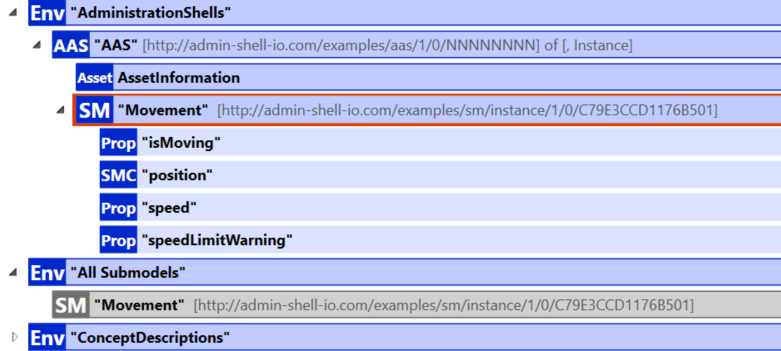 Env "AdministrationShells"
AAS "AAS" [http://admin-shell-io.com/examples/aas/1/0/NNNNNNNN] of [, Instance]
Asset AssetInformation
SM "Movement" [http://admin-shell-io.com/examples/sm/instance/1/0/C79E3CCD1176B501]
Prop "isMoving"
SMC "position"
Prop "speed"
Prop "speedLimitWarning"
Env "All Submodels"
SM "Movement" [http://admin-shell-io.com/examples/sm/instance/1/0/C79E3CCD1176B501]
Env "ConceptDescriptions"